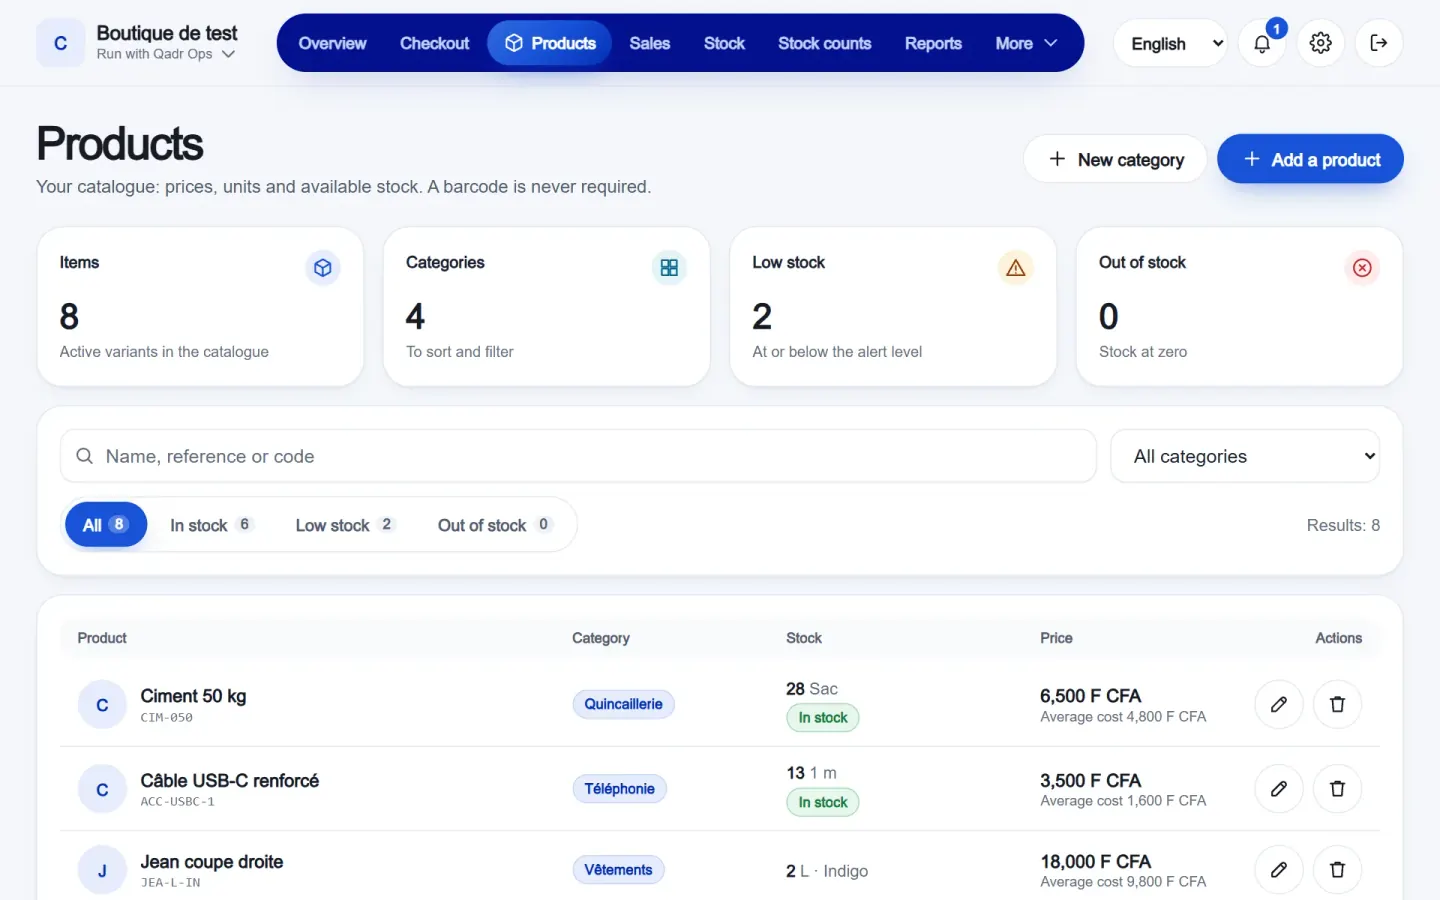 C
Boutique de test
Run with Qadr Ops
Overview
Checkout
Products
Sales
Stock
Stock counts
Reports
More
English
1
Products
Your catalogue: prices, units and available stock. A barcode is never required.
New category
Add a product
Items
8
Active variants in the catalogue
Categories
4
To sort and filter
Low stock
2
At or below the alert level
Out of stock
0
Stock at zero
Name, reference or code
All categories
All 8
In stock 6
Low stock 2
Out of stock 0
Results: 8
Product
Category
Stock
Price
Actions
C
Ciment 50 kg
CIM-050
Quincaillerie
28 Sac
In stock
6,500 F CFA
Average cost 4,800 F CFA
C
Câble USB-C renforcé
ACC-USBC-1
Téléphonie
13 1 m
In stock
3,500 F CFA
Average cost 1,600 F CFA
J
Jean coupe droite
JEA-L-IN
Vêtements
2 L · Indigo
18,000 F CFA
Average cost 9,800 F CFA